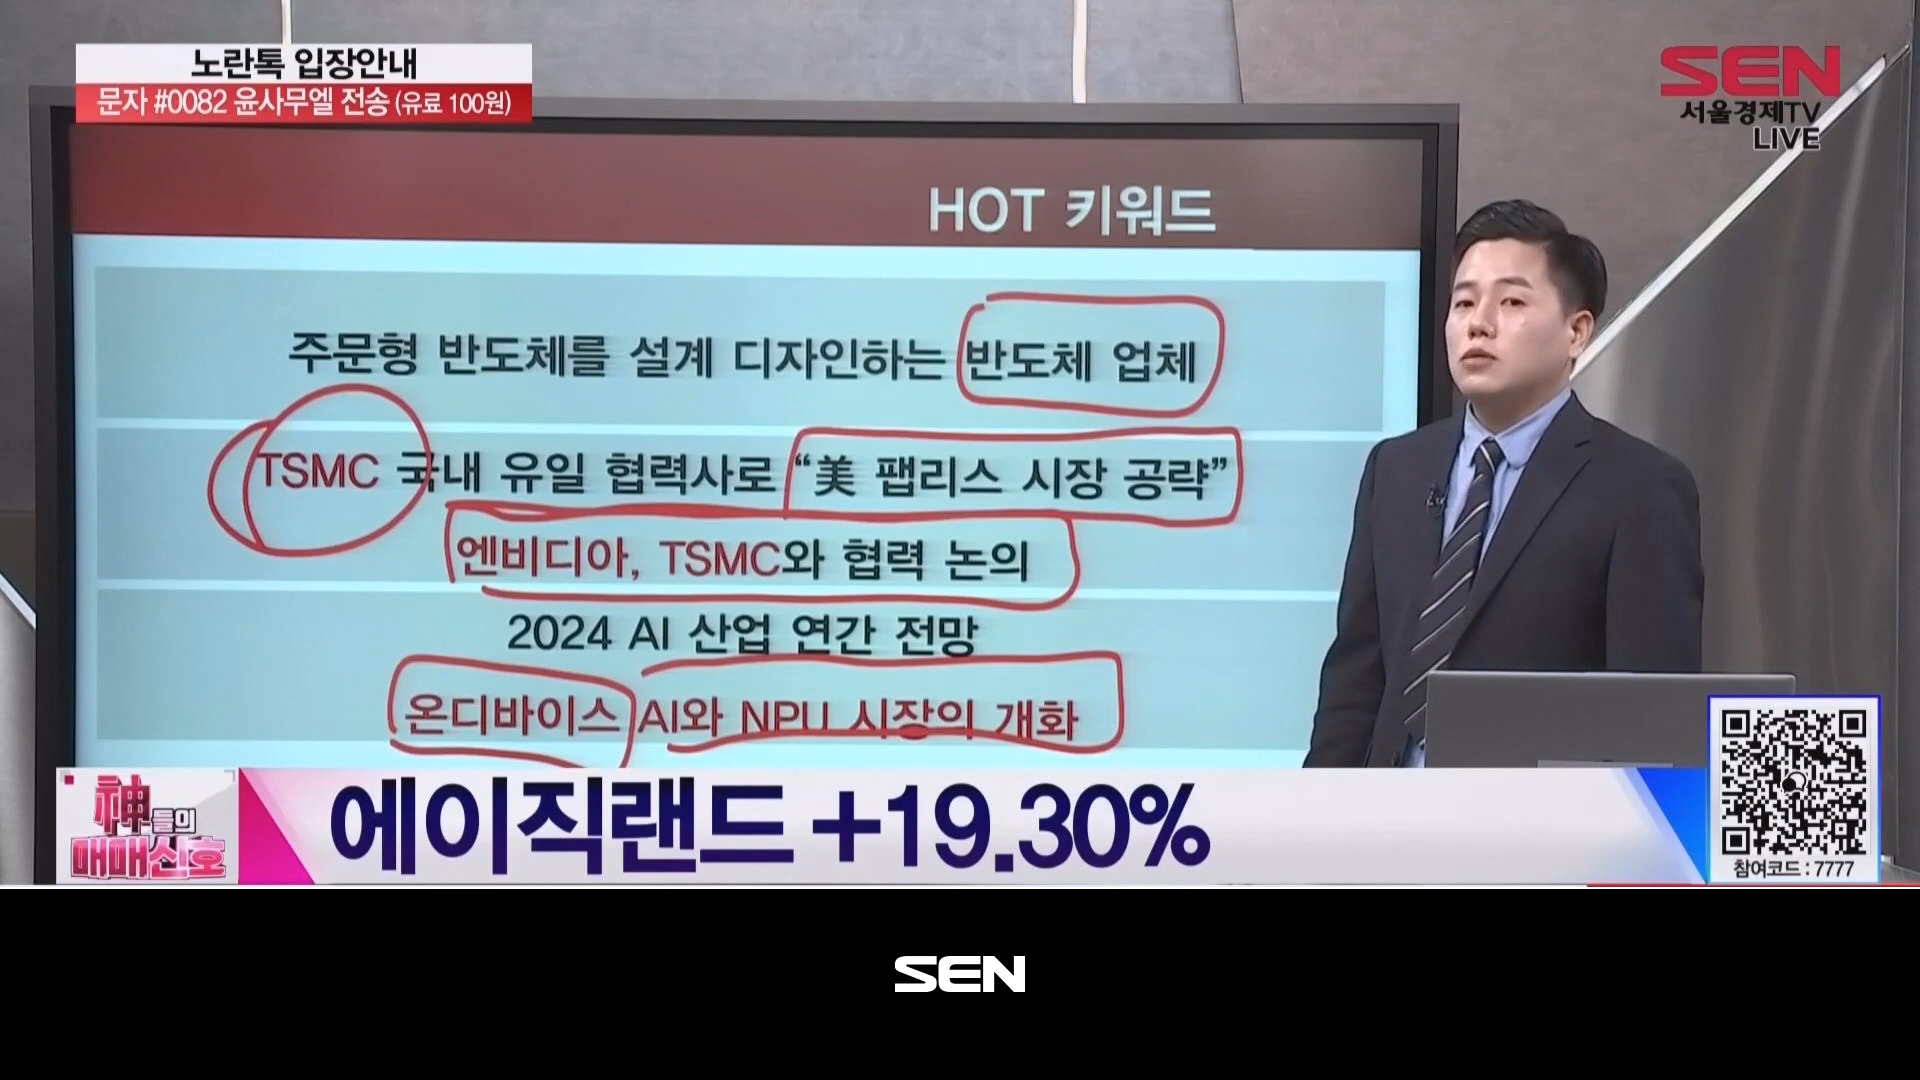 노란톡 입장안내
문자 #0082 윤사무엘 전송 (유료 100원)
SEN
서울경제TV
LIVE
HOT 키워드
주문형 반도체를 설계 디자인하는 반도체 업체
TSMC 국내 유일 협력사로 “美 팹리스 시장 공략”
엔비디아, TSMC와 협력 논의
2024 AI 산업 연간 전망
온디바이스 AI와 NPU 시장의 개화
神들의
매매신호
에이직랜드 +19.30%
참여코드 : 7777
SEN